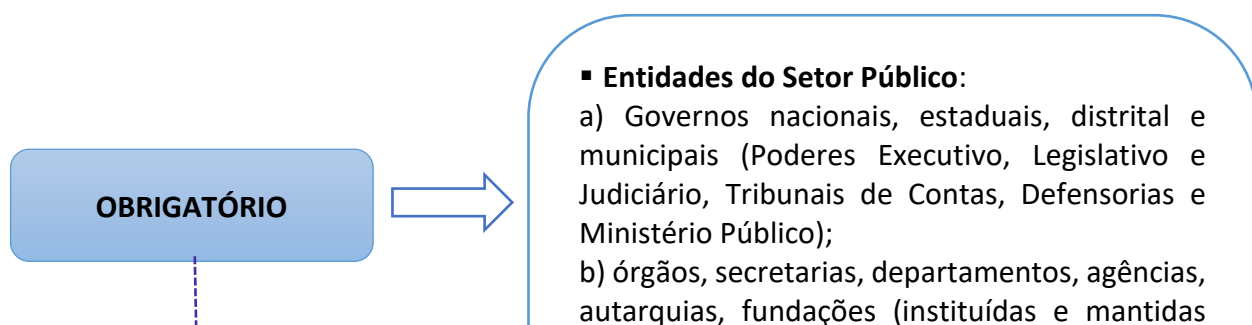 OBRIGATÓRIO
▪ Entidades do Setor Público:
a) Governos nacionais, estaduais, distrital e
municipais (Poderes Executivo, Legislativo e
Judiciário, Tribunais de Contas, Defensorias e
Ministério Público);
b) órgãos, secretarias, departamentos, agências,
autarquias, fundações (instituídas e mantidas